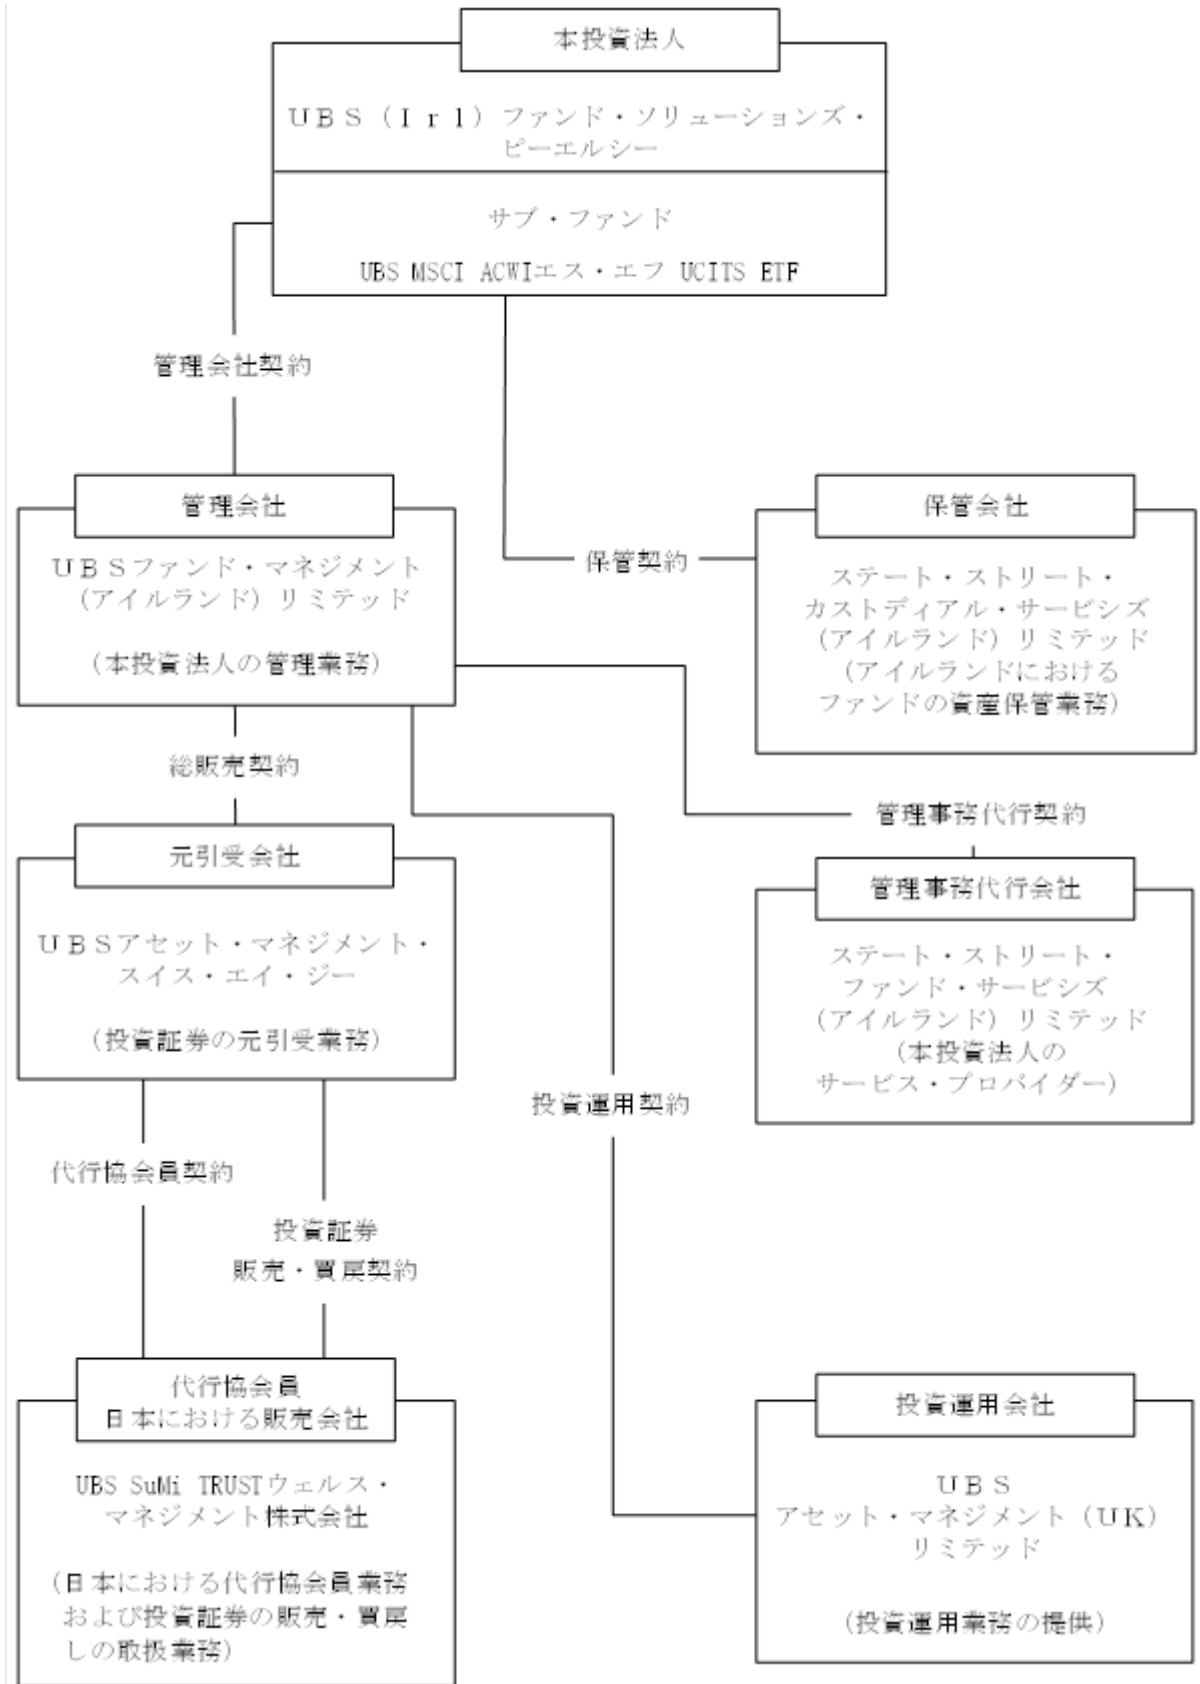 本投資法人
ＵＢＳ（Ｉｒｌ）ファンド・ソリューションズ・
ピーエルシー
サブ・ファンド
UBS MSCI ACWIエス・エフ UCITS ETF
管理会社契約
管理会社
ＵＢＳファンド・マネジメント
（アイルランド）リミテッド
（本投資法人の管理業務）
保管契約
保管会社
ステート・ストリート・
カストディアル・サービシズ
（アイルランド）リミテッド
（アイルランドにおける
ファンドの資産保管業務）
総販売契約
管理事務代行契約
元引受会社
ＵＢＳアセット・マネジメント・
スイス・エイ・ジー
（投資証券の元引受業務）
管理事務代行会社
ステート・ストリート・
ファンド・サービシズ
（アイルランド）リミテッド
（本投資法人の
サービス・プロバイダー）
投資運用契約
代行協会員契約
投資証券
販売・買戻契約
代行協会員
日本における販売会社
UBS SuMi TRUSTウェルス・
マネジメント株式会社
（日本における代行協会員業務
および投資証券の販売・買戻
しの取扱業務）
投資運用会社
ＵＢＳ
アセット・マネジメント（ＵＫ）
リミテッド
（投資運用業務の提供）